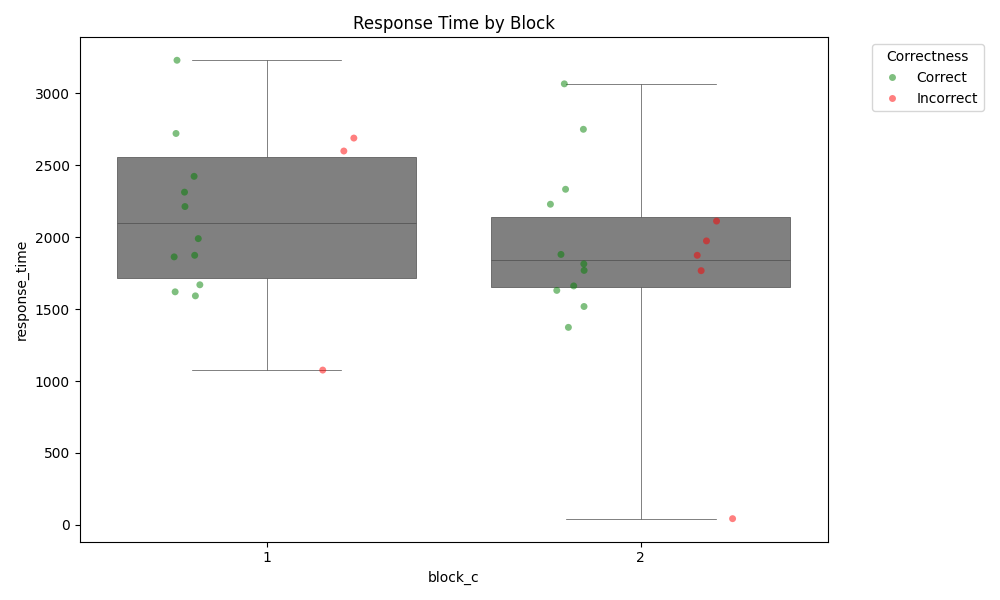 Response Time by Block
Correctness
Correct
Incorrect
response_time
3000
2500
2000
1500
1000
500
0
1
2
block_c